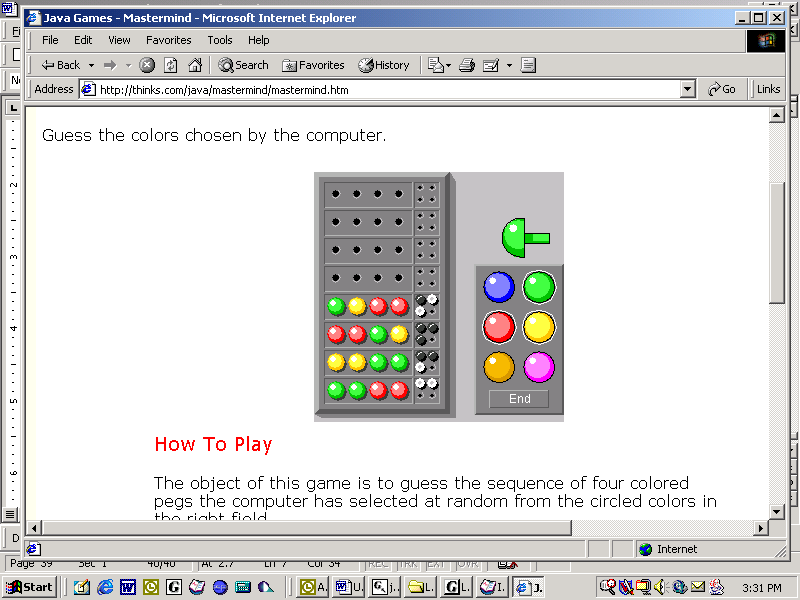 Java Games - Mastermind - Microsoft Internet Explorer
File Edit View Favorites Tools Help
Back Search Favorites History
Address http://thinks.com/java/mastermind/mastermind.htm Go Links
Guess the colors chosen by the computer.
End
How To Play
The object of this game is to guess the sequence of four colored
pegs the computer has selected at random from the circled colors in
the right field
Internet
Page 39 Sec 1 40/40 At 2.7" Ln 7 Col 34 REC TRK EXT OVR
Start A. U. j.. L. L. I. J. 3:31 PM